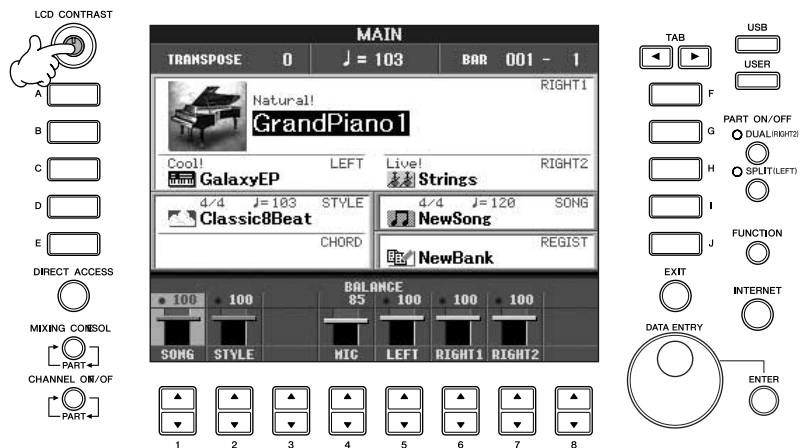 LCD CONTRAST
A
B
C
D
E
DIRECT ACCESS
MIXING CONSOL
PART
CHANNEL ON/OF
PART
MAIN
TRANSPOSE 0 ♩= 103 BAR 001 - 1
RIGHT1
Natural!
GrandPiano1
Cool! LEFT
GalaxyEP
Live! RIGHT2
Strings
4/4 ♩=103 STYLE
Classic8Beat
4/4 ♩=120 SONG
NewSong
CHORD
REGIST
NewBank
BALANCE
100 100 85 100 100 100
SONG STYLE MIC LEFT RIGHT1 RIGHT2
1 2 3 4 5 6 7 8
TAB
F
G
H
I
J
EXIT
DATA ENTRY
USB
USER
PART ON/OFF
DUAL(RIGHT2)
SPLIT(LEFT)
FUNCTION
INTERNET
ENTER